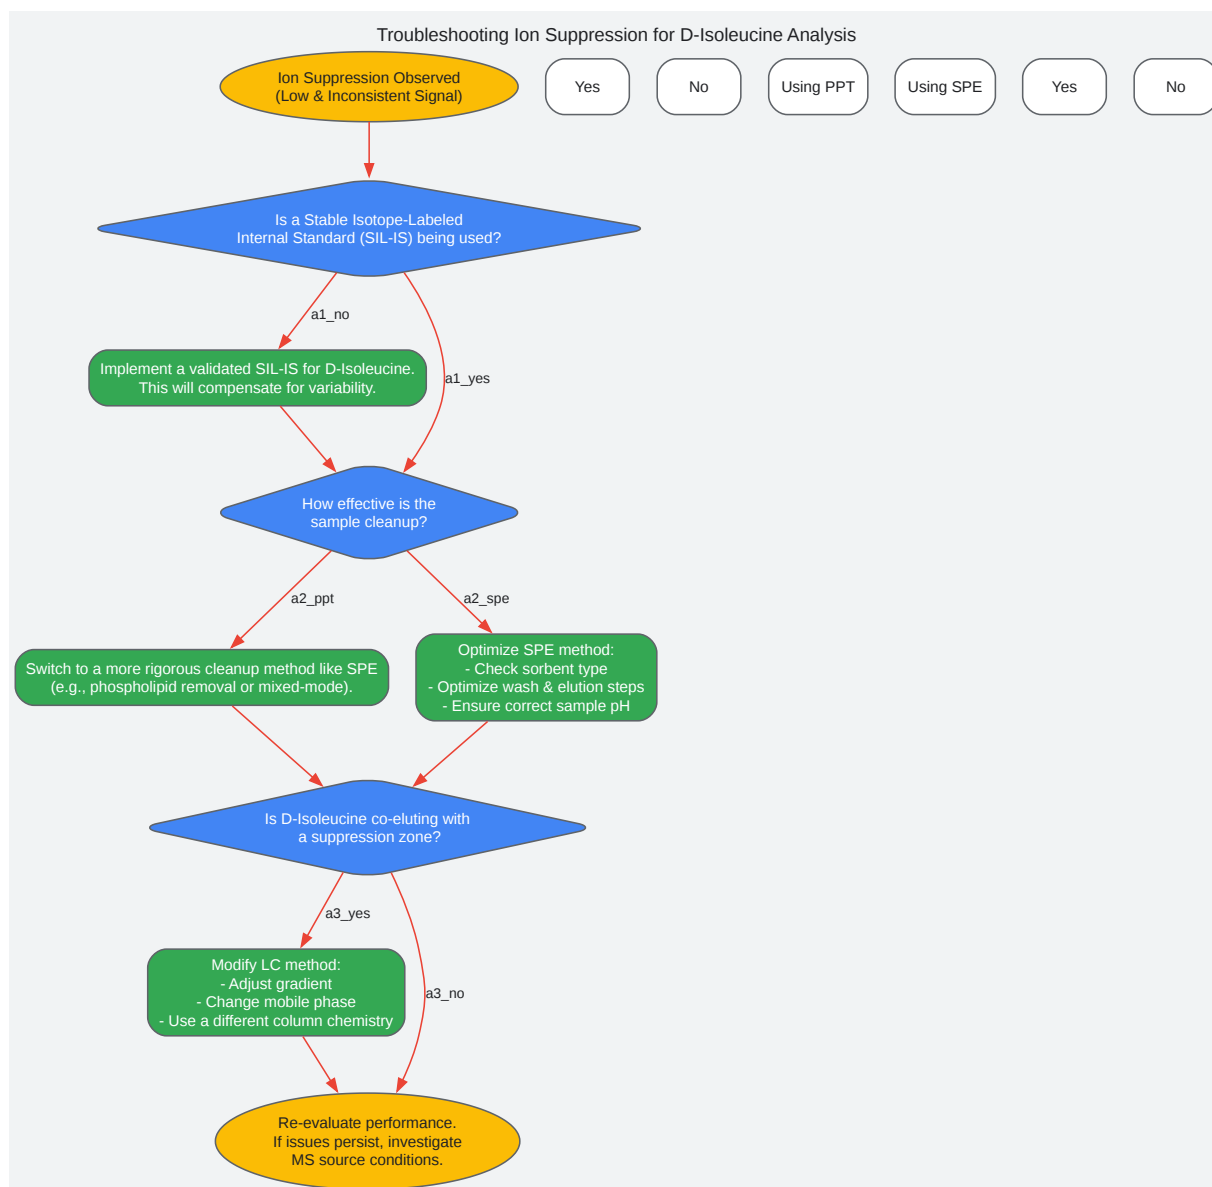 Troubleshooting Ion Suppression for D-Isoleucine Analysis
Ion Suppression Observed
(Low & Inconsistent Signal)
Yes
No
Using PPT
Using SPE
Yes
No
Is a Stable Isotope-Labeled
Internal Standard (SIL-IS) being used?
a1_no
Implement a validated SIL-IS for D-Isoleucine.
This will compensate for variability.
a1_yes
How effective is the
sample cleanup?
a2_ppt
a2_spe
Switch to a more rigorous cleanup method like SPE
(e.g., phospholipid removal or mixed-mode).
Optimize SPE method:
- Check sorbent type
- Optimize wash & elution steps
- Ensure correct sample pH
Is D-Isoleucine co-eluting with
a suppression zone?
a3_yes
Modify LC method:
- Adjust gradient
- Change mobile phase
- Use a different column chemistry
a3_no
Re-evaluate performance.
If issues persist, investigate
MS source conditions.